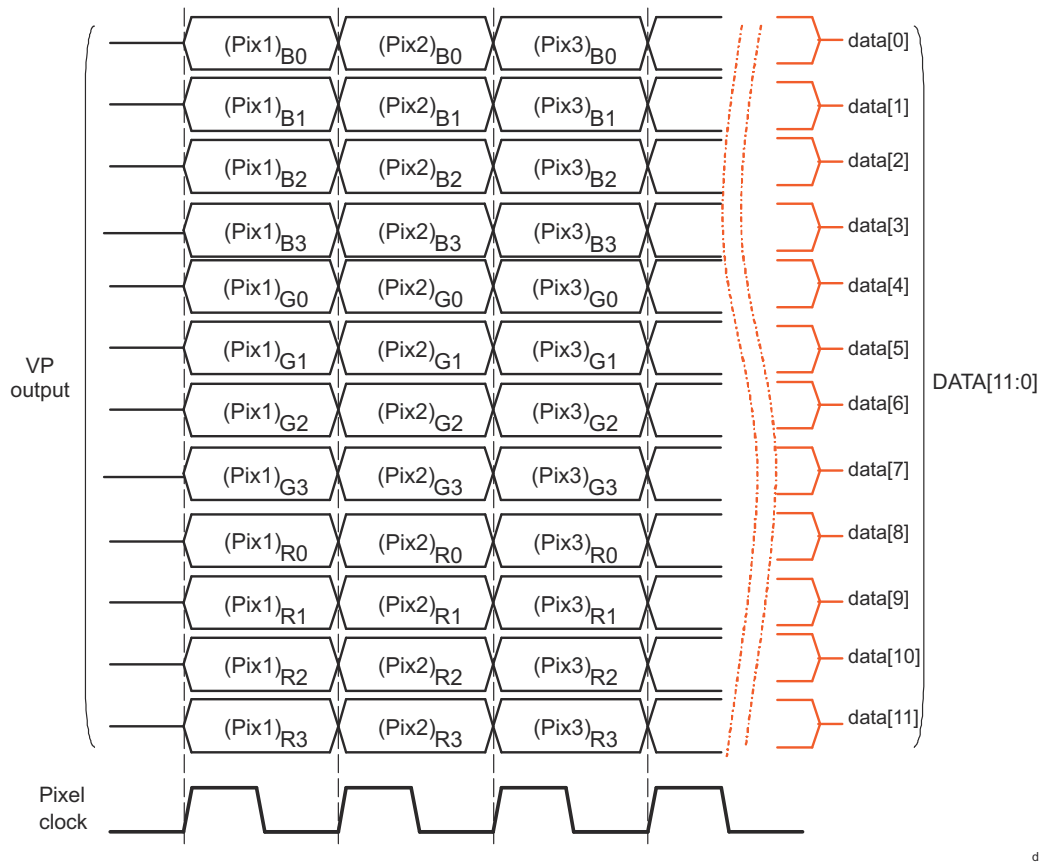 (Pix1)B0 (Pix2)B0 (Pix3)B0 data[0]
(Pix1)B1 (Pix2)B1 (Pix3)B1 data[1]
(Pix1)B2 (Pix2)B2 (Pix3)B2 data[2]
(Pix1)B3 (Pix2)B3 (Pix3)B3 data[3]
(Pix1)G0 (Pix2)G0 (Pix3)G0 data[4]
(Pix1)G1 (Pix2)G1 (Pix3)G1 data[5]
VP
output
DATA[11:0]
(Pix1)G2 (Pix2)G2 (Pix3)G2 data[6]
(Pix1)G3 (Pix2)G3 (Pix3)G3 data[7]
(Pix1)R0 (Pix2)R0 (Pix3)R0 data[8]
(Pix1)R1 (Pix2)R1 (Pix3)R1 data[9]
(Pix1)R2 (Pix2)R2 (Pix3)R2 data[10]
(Pix1)R3 (Pix2)R3 (Pix3)R3 data[11]
Pixel
clock
d